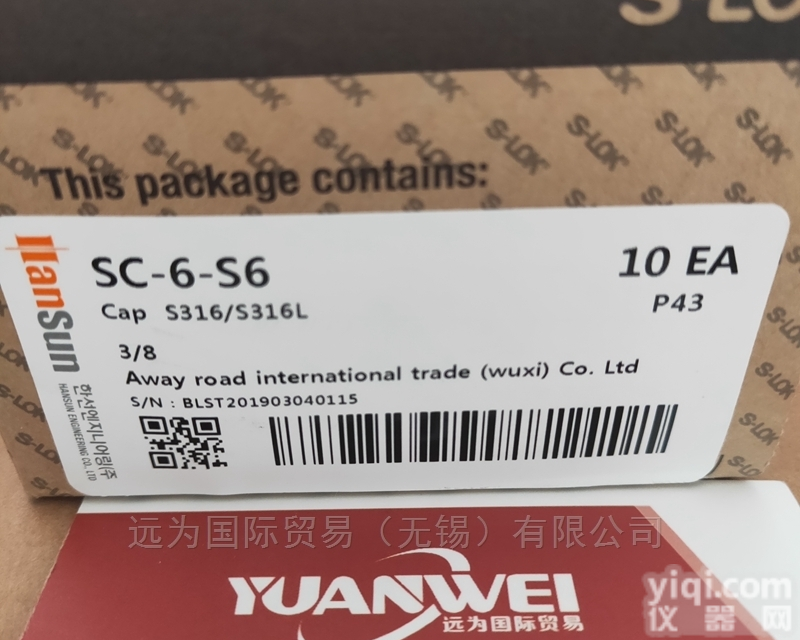 S-LOK
This package contains:
HanSun
한선엔지니어링(주)
HANSUN ENGINEERING CO., LTD
SC-6-S6
10 EA
Cap S316/S316L
P43
3/8
Away road international trade (wuxi) Co. Ltd
S/N : BLST201903040115
远为国际贸易（无锡）有限公司
YUANWEI
远为国际贸易
yiqi.com
仪器网